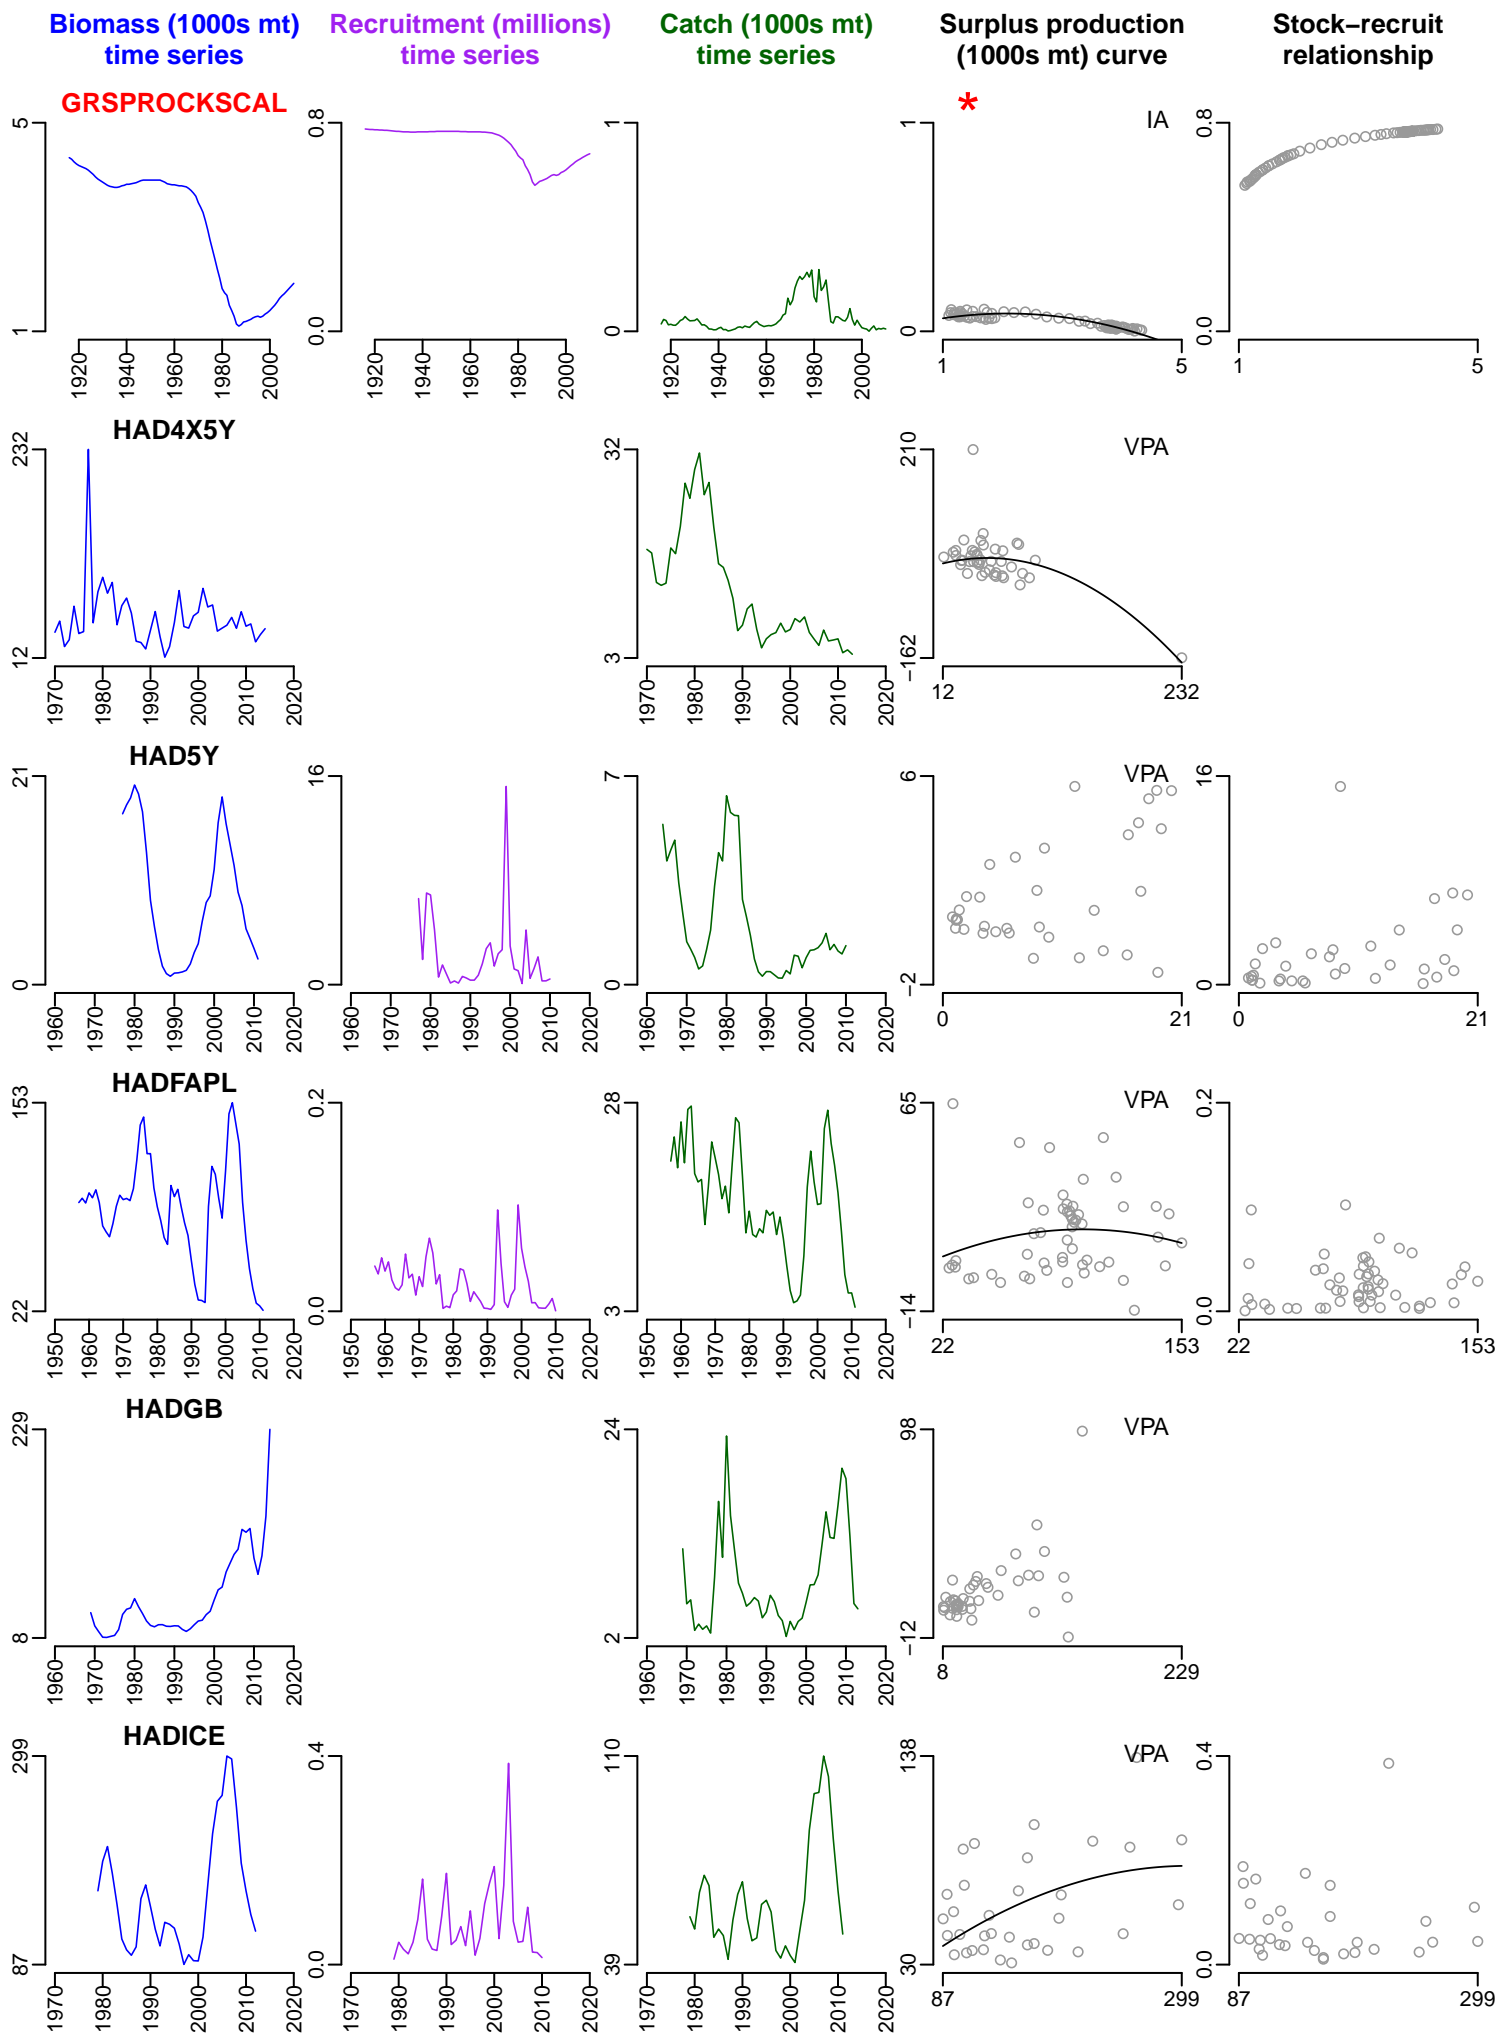 Biomass (1000s mt) Recruitment (millions) Catch (1000s mt) Surplus production Stock−recruit
time series time series time series (1000s mt) curve relationship
GRSPROCKSCAL * IA
5 0.8 1 1 0.8
1 0.0 0 0 0.0
1920 1940 1960 1980 2000 1920 1940 1960 1980 2000 1920 1940 1960 1980 2000 1 5 1 5
HAD4X5Y VPA
232 32 210
12 3 −162
1970 1980 1990 2000 2010 2020 1970 1980 1990 2000 2010 2020 12 232
HAD5Y VPA
21 16 7 6 16
0 0 0 −2 0
1960 1970 1980 1990 2000 2010 2020 1960 1970 1980 1990 2000 2010 2020 1960 1970 1980 1990 2000 2010 2020 0 21 0 21
HADFAPL VPA
153 0.2 28 65 0.2
22 0.0 3 −14 0.0
1950 1960 1970 1980 1990 2000 2010 2020 1950 1960 1970 1980 1990 2000 2010 2020 1950 1960 1970 1980 1990 2000 2010 2020 22 153 22 153
HADGB VPA
229 24 98
8 2 −12
1960 1970 1980 1990 2000 2010 2020 1960 1970 1980 1990 2000 2010 2020 8 229
HADICE VPA
299 0.4 110 138 0.4
87 0.0 39 30 0.0
1970 1980 1990 2000 2010 2020 1970 1980 1990 2000 2010 2020 1970 1980 1990 2000 2010 2020 87 299 87 299